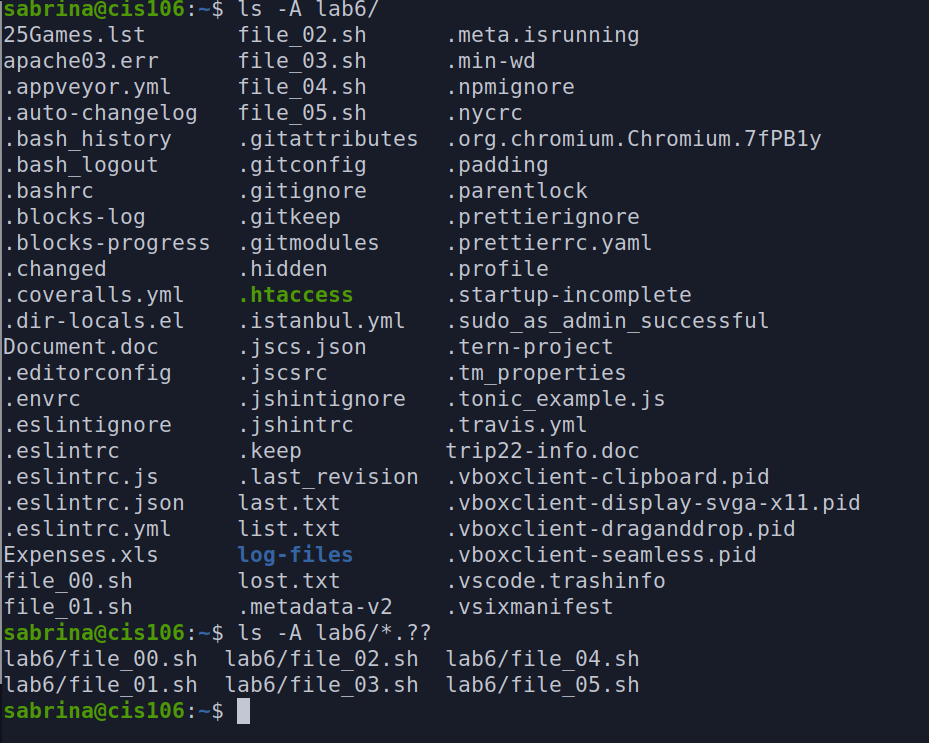 sabrina@cis106:~$ ls -A lab6/
25Games.lst file_02.sh .meta.isrunning
apache03.err file_03.sh .min-wd
.appveyor.yml file_04.sh .npmignore
.auto-changelog file_05.sh .nycrc
.bash_history .gitattributes .org.chromium.Chromium.7fPB1y
.bash_logout .gitconfig .padding
.bashrc .gitignore .parentlock
.blocks-log .gitkeep .prettierignore
.blocks-progress .gitmodules .prettierrc.yaml
.changed .hidden .profile
.coveralls.yml .htaccess .startup-incomplete
.dir-locals.el .istanbul.yml .sudo_as_admin_successful
Document.doc .jscs.json .tern-project
.editorconfig .jscsrc .tm_properties
.envrc .jshintignore .tonic_example.js
.eslintignore .jshintrc .travis.yml
.eslintrc .keep trip22-info.doc
.eslintrc.js .last_revision .vboxclient-clipboard.pid
.eslintrc.json last.txt .vboxclient-display-svga-x11.pid
.eslintrc.yml list.txt .vboxclient-draganddrop.pid
Expenses.xls log-files .vboxclient-seamless.pid
file_00.sh lost.txt .vscode.trashinfo
file_01.sh .metadata-v2 .vsixmanifest
sabrina@cis106:~$ ls -A lab6/*.??
lab6/file_00.sh lab6/file_02.sh lab6/file_04.sh
lab6/file_01.sh lab6/file_03.sh lab6/file_05.sh
sabrina@cis106:~$